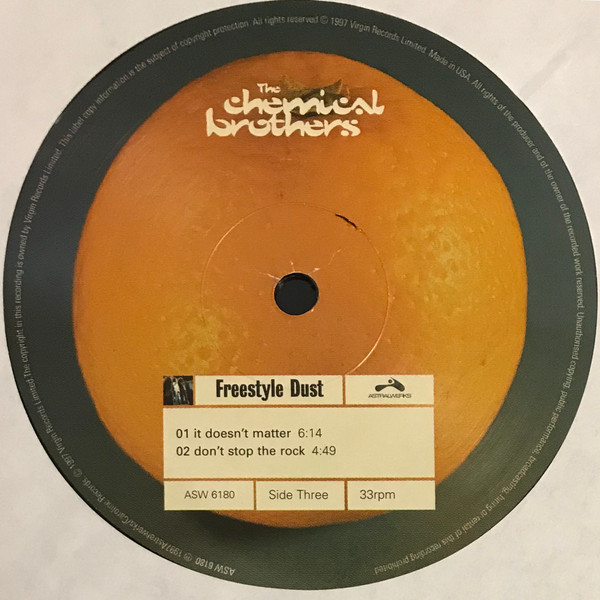 The
chemical
brothers
Freestyle Dust
ASTRALWERKS
01 it doesn't matter 6:14
02 don't stop the rock 4:49
ASW 6180
Side Three
33rpm
ASW 6180 ℗ 1997 Astralwerks/Caroline Records. © 1997 Virgin Records Limited. The copyright in this recording is owned by Virgin Records Limited. This label copy information is the subject of copyright protection. All rights reserved © 1997 Virgin Records Limited. Made in USA. All rights of the producer and of the owner of the recorded work reserved. Unauthorised copying, public performance, broadcasting, hiring or rental of this recording prohibited